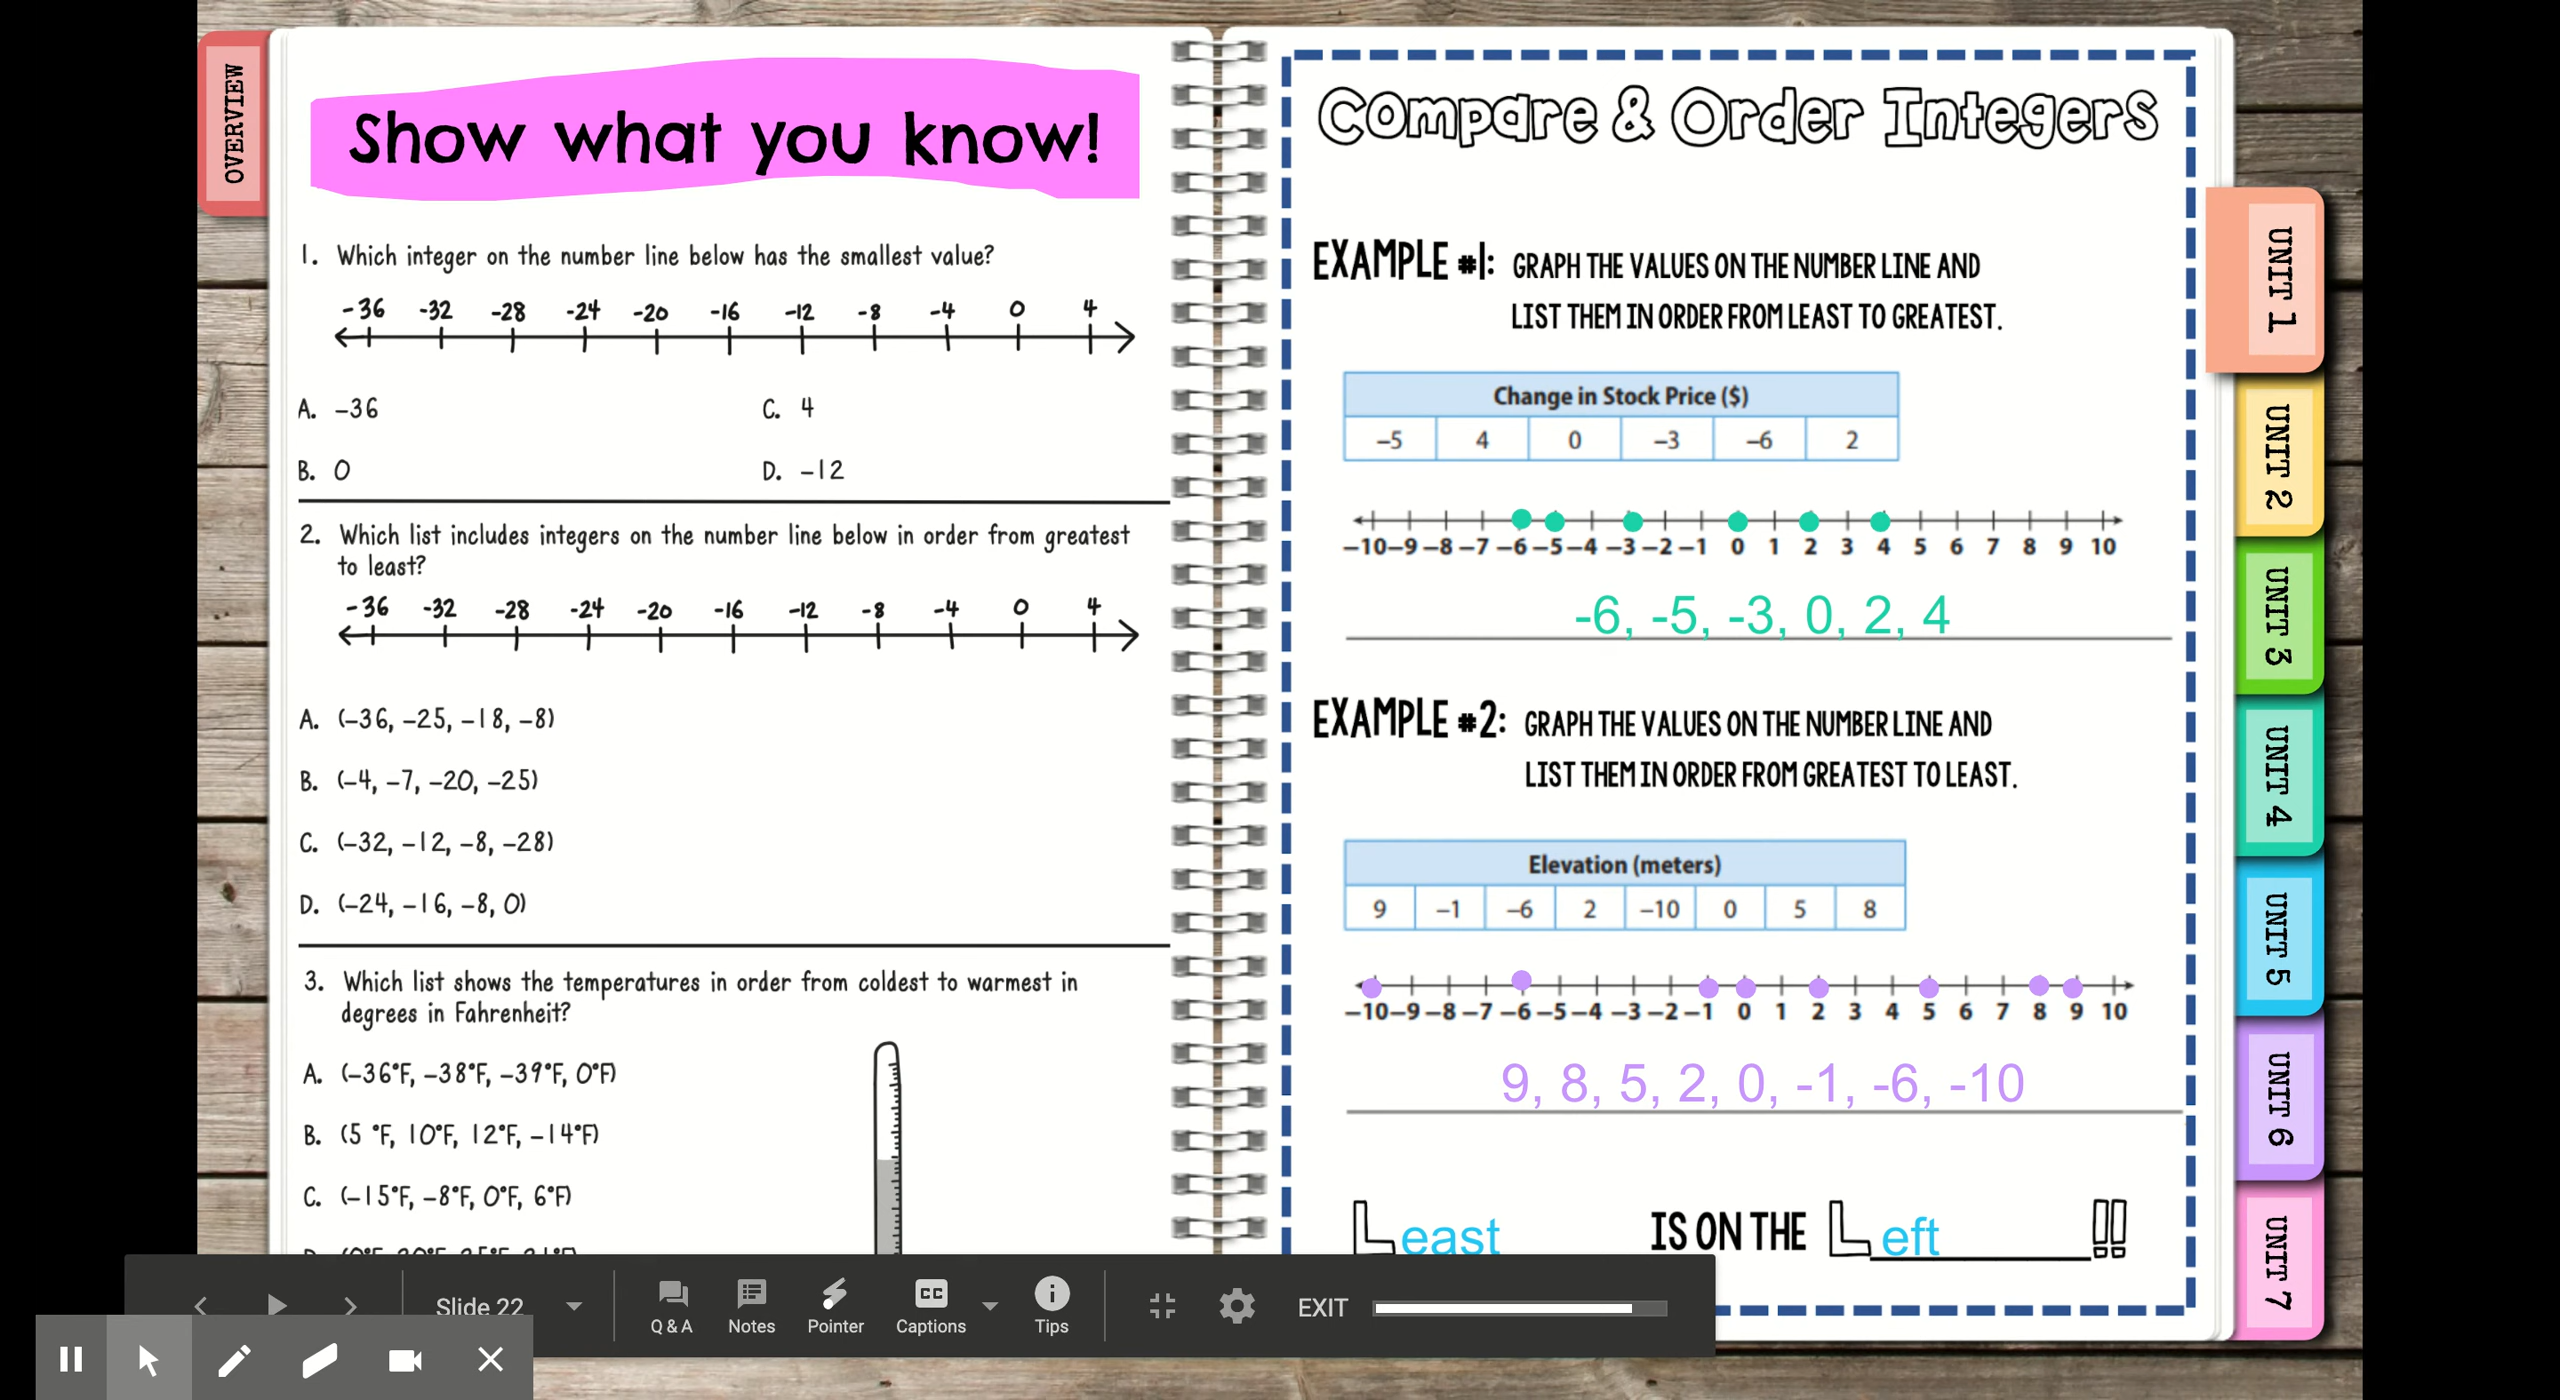 OVERVIEW
Show what you know!
1. Which integer on the number line below has the smallest value?
-36 -32 -28 -24 -20 -16 -12 -8 -4 0 4
A. -36
C. 4
B. 0
D. -12
2. Which list includes integers on the number line below in order from greatest
to least?
-36 -32 -28 -24 -20 -16 -12 -8 -4 0 4
A. (-36, -25, -18, -8)
B. (-4, -7, -20, -25)
C. (-32, -12, -8, -28)
D. (-24, -16, -8, 0)
3. Which list shows the temperatures in order from coldest to warmest in
degrees in Fahrenheit?
A. (-36°F, -38°F, -39°F, 0°F)
B. (5 °F, 10°F, 12°F, -14°F)
C. (-15°F, -8°F, 0°F, 6°F)
Compare & Order Integers
EXAMPLE #1: GRAPH THE VALUES ON THE NUMBER LINE AND
LIST THEM IN ORDER FROM LEAST TO GREATEST.
Change in Stock Price ($)
-5 4 0 -3 -6 2
-10 -9 -8 -7 -6 -5 -4 -3 -2 -1 0 1 2 3 4 5 6 7 8 9 10
-6, -5, -3, 0, 2, 4
EXAMPLE #2: GRAPH THE VALUES ON THE NUMBER LINE AND
LIST THEM IN ORDER FROM GREATEST TO LEAST.
Elevation (meters)
9 -1 -6 2 -10 0 5 8
-10 -9 -8 -7 -6 -5 -4 -3 -2 -1 0 1 2 3 4 5 6 7 8 9 10
9, 8, 5, 2, 0, -1, -6, -10
Least IS ON THE Left!!
UNIT 1
UNIT 2
UNIT 3
UNIT 4
UNIT 5
UNIT 6
UNIT 7
Slide 22
Q & A
Notes
Pointer
CC
Captions
Tips
EXIT